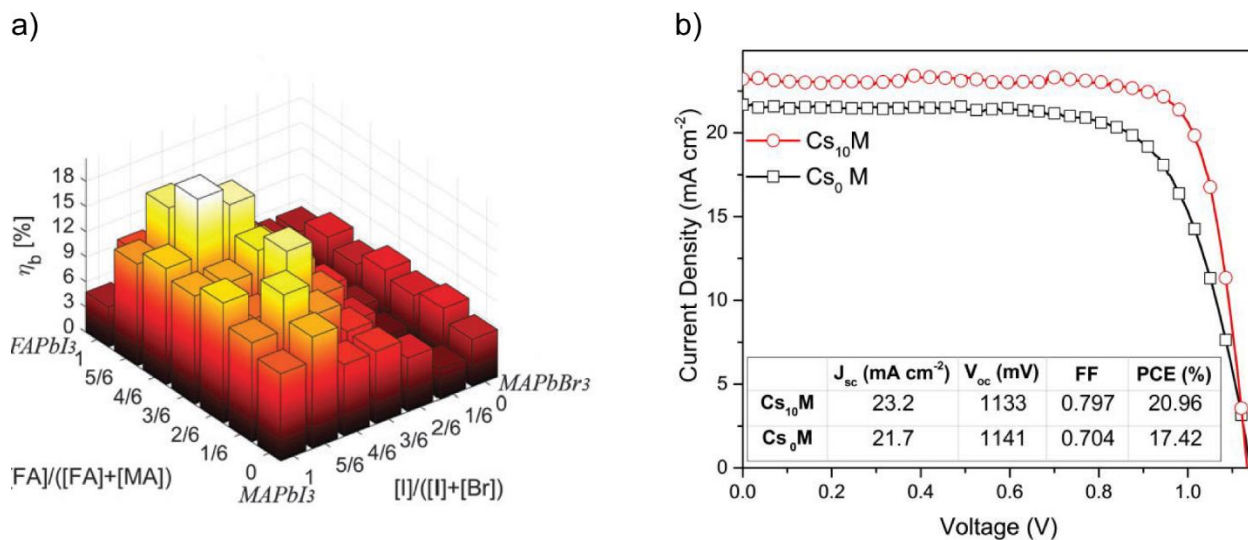 a)
b)
η_b [%]
18
15
12
9
6
3
0
FAPbI₃
1
5/6
4/6
3/6
2/6
1/6
0
MAPbI₃
FA]/([FA]+[MA])
1
5/6
4/6
3/6
2/6
1/6
0
MAPbBr₃
[I]/([I]+[Br])
Current Density (mA cm⁻²)
20
15
10
5
0
Cs₁₀M
Cs₀ M
J_sc (mA cm⁻²) V_oc (mV) FF PCE (%)
Cs₁₀M 23.2 1133 0.797 20.96
Cs₀M 21.7 1141 0.704 17.42
0.0 0.2 0.4 0.6 0.8 1.0
Voltage (V)